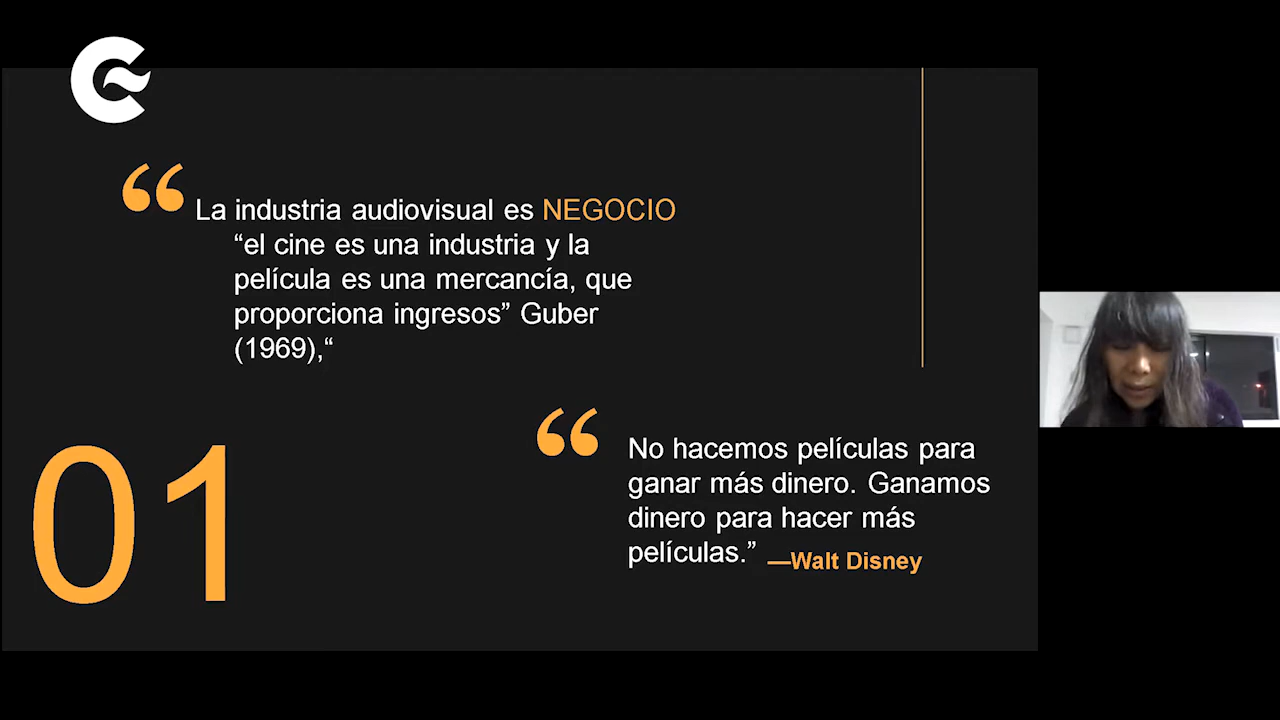 “
La industria audiovisual es NEGOCIO
“el cine es una industria y la
película es una mercancía, que
proporciona ingresos” Guber
(1969),“
“
No hacemos películas para
ganar más dinero. Ganamos
dinero para hacer más
películas.” —Walt Disney
01